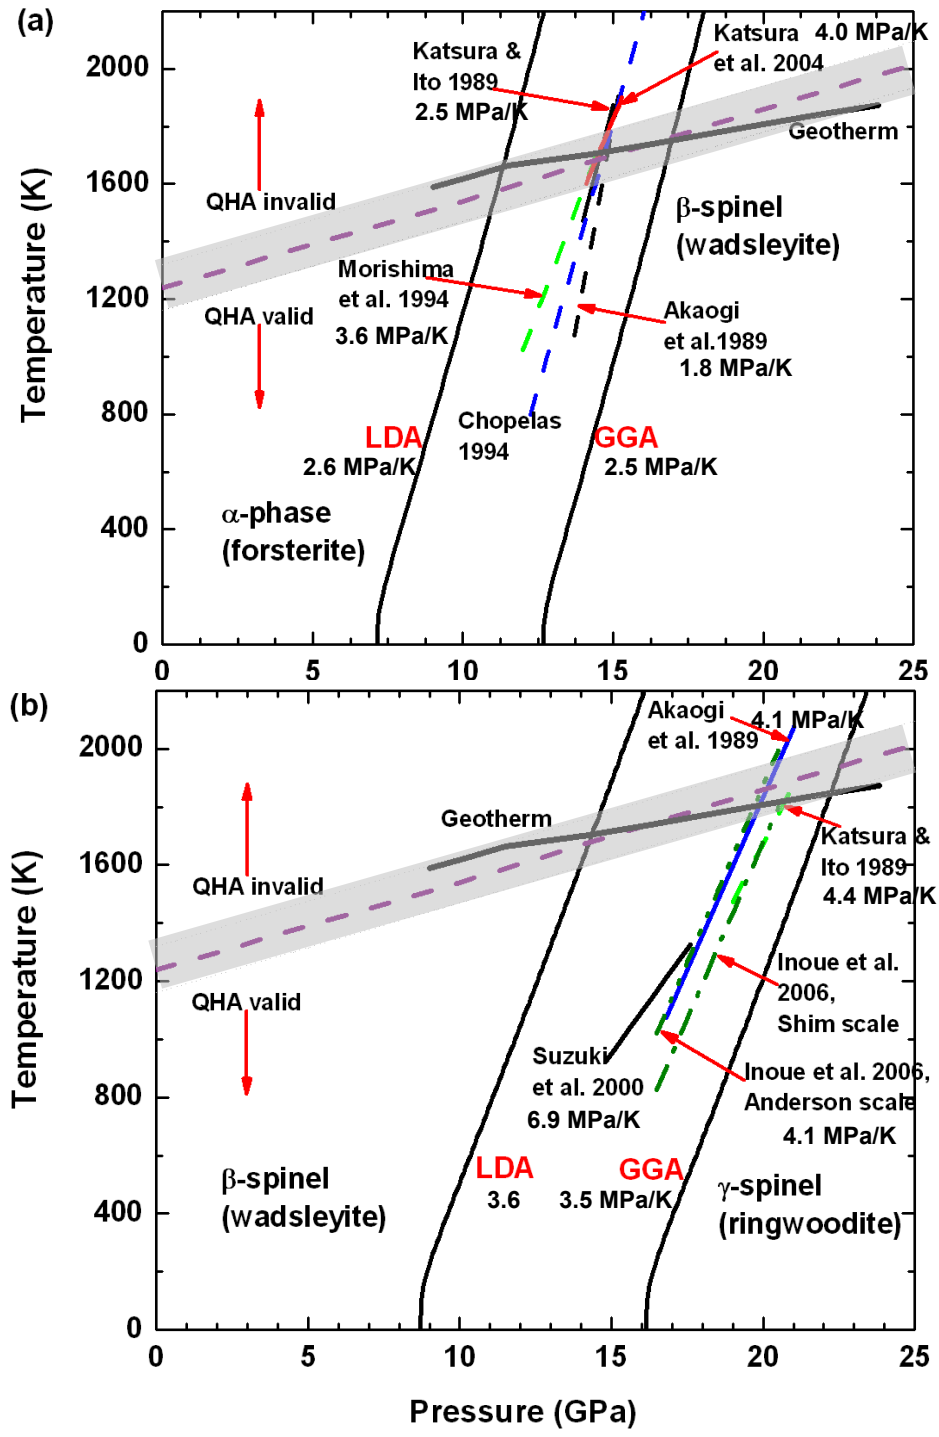 (a)
Temperature (K)
2000
1600
1200
800
400
0
Katsura &
Ito 1989
2.5 MPa/K
Katsura 4.0 MPa/K
et al. 2004
Geotherm
QHA invalid
β-spinel
(wadsleyite)
Morishima
et al. 1994
3.6 MPa/K
QHA valid
Akaogi
et al.1989
1.8 MPa/K
Chopelas
1994
LDA
2.6 MPa/K
GGA
2.5 MPa/K
α-phase
(forsterite)
0 5 10 15 20 25
(b)
Temperature (K)
2000
1600
1200
800
400
0
Akaogi 4.1 MPa/K
et al. 1989
Geotherm
Katsura &
Ito 1989
4.4 MPa/K
QHA invalid
QHA valid
Inoue et al.
2006,
Shim scale
Suzuki
et al. 2000
6.9 MPa/K
Inoue et al. 2006,
Anderson scale
4.1 MPa/K
LDA
3.6
GGA
3.5 MPa/K
β-spinel
(wadsleyite)
γ-spinel
(ringwoodite)
0 5 10 15 20 25
Pressure (GPa)